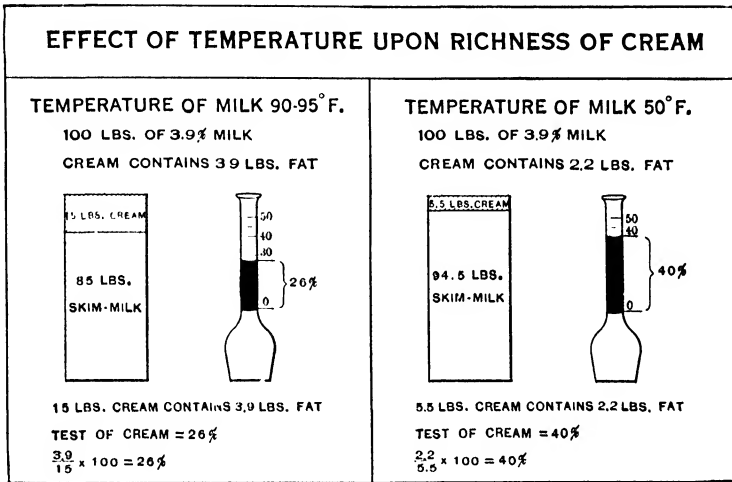 EFFECT OF TEMPERATURE UPON RICHNESS OF CREAM
TEMPERATURE OF MILK 90-95°F.
100 LBS. OF 3.9% MILK
CREAM CONTAINS 3.9 LBS. FAT
15 LBS. CREAM
85 LBS.
SKIM-MILK
50
40
30
0
26%
15 LBS. CREAM CONTAINS 3.9 LBS. FAT
TEST OF CREAM = 26%
3.9/15 x 100 = 26%
TEMPERATURE OF MILK 50°F.
100 LBS. OF 3.9% MILK
CREAM CONTAINS 2.2 LBS. FAT
5.5 LBS. CREAM
94.5 LBS.
SKIM-MILK
50
40
0
40%
5.5 LBS. CREAM CONTAINS 2.2 LBS. FAT
TEST OF CREAM = 40%
2.2/5.5 x 100 = 40%